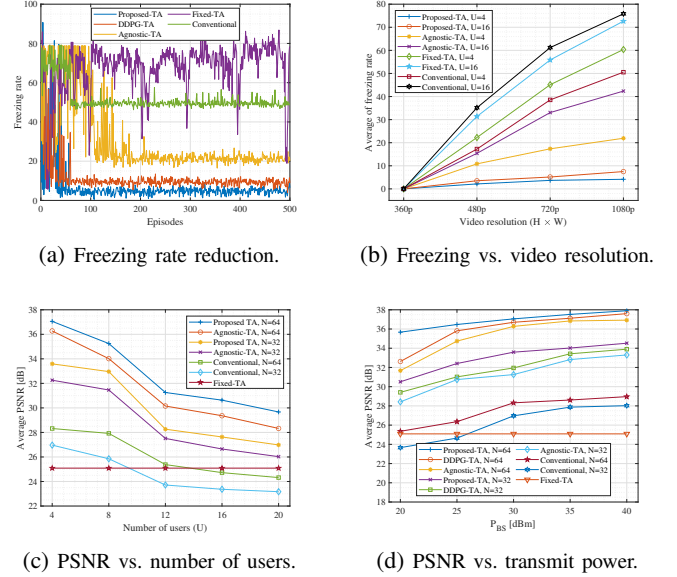 100
80
60
40
20
0
Freezing rate
Proposed-TA
DDPG-TA
Agnostic-TA
Fixed-TA
Conventional
0 100 200 300 400 500
Episodes
(a) Freezing rate reduction.
80
70
60
50
40
30
20
10
0
-10
Average of freezing rate
Proposed-TA, U=4
Proposed-TA, U=16
Agnostic-TA, U=4
Agnostic-TA, U=16
Fixed-TA, U=4
Fixed-TA, U=16
Conventional, U=4
Conventional, U=16
360p 480p 720p 1080p
Video resolution (H × W)
(b) Freezing vs. video resolution.
38
36
34
32
30
28
26
24
22
Average PSNR [dB]
Proposed TA, N=64
Agnostic-TA, N=64
Proposed TA, N=32
Agnostic-TA, N=32
Conventional, N=64
Conventional, N=32
Fixed-TA
4 8 12 16 20
Number of users (U)
(c) PSNR vs. number of users.
38
36
34
32
30
28
26
24
22
20
18
Average PSNR [dB]
Proposed-TA, N=64
DDPG-TA, N=64
Agnostic-TA, N=64
Proposed-TA, N=32
DDPG-TA, N=32
Agnostic-TA, N=32
Conventional, N=64
Conventional, N=32
Fixed-TA
20 25 30 35 40
P_BS [dBm]
(d) PSNR vs. transmit power.